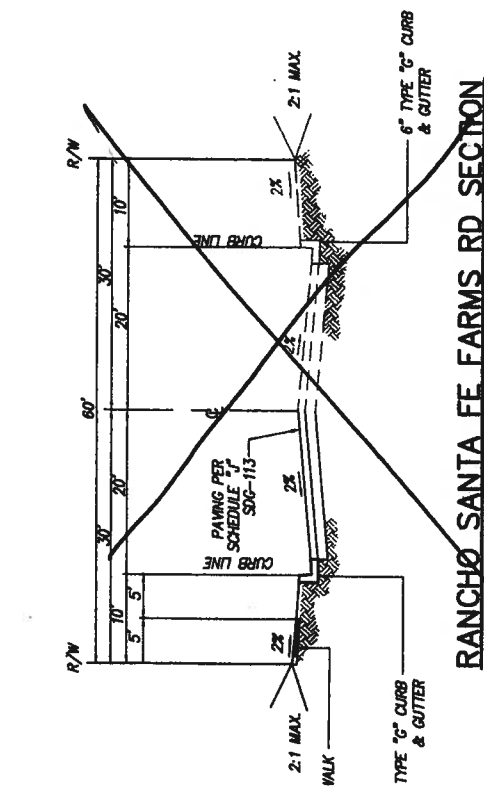 60'
30'
30'
10'
20'
20'
10'
5'
5'
R/W
R/W
CURB LINE
CURB LINE
℄
PAVING PER
SCHEDULE "J"
SDG-113
2%
2%
2%
2%
2:1 MAX.
2:1 MAX.
WALK
TYPE "G" CURB
& GUTTER
6" TYPE "G" CURB
& GUTTER
RANCHO SANTA FE FARMS RD SECTION